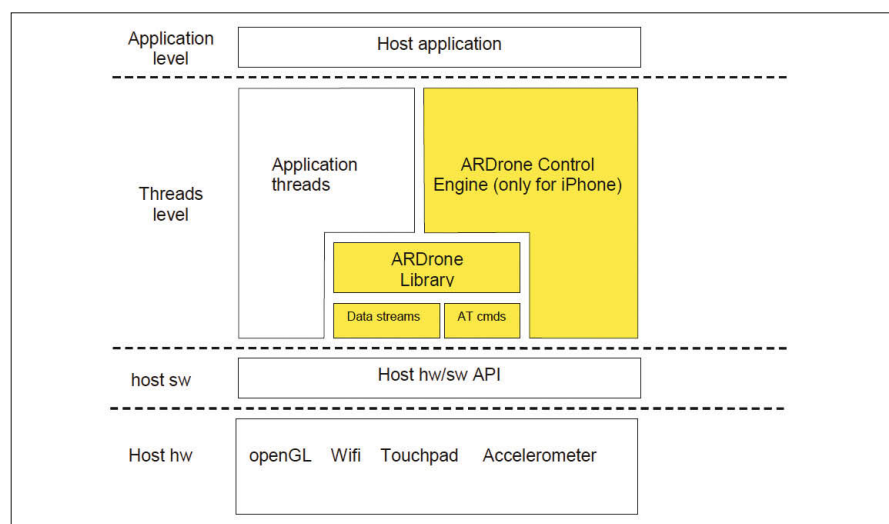 Application
level
Host application
Threads
level
Application
threads
ARDrone Control
Engine (only for iPhone)
ARDrone
Library
Data streams
AT cmds
host sw
Host hw/sw API
Host hw
openGL Wifi Touchpad Accelerometer